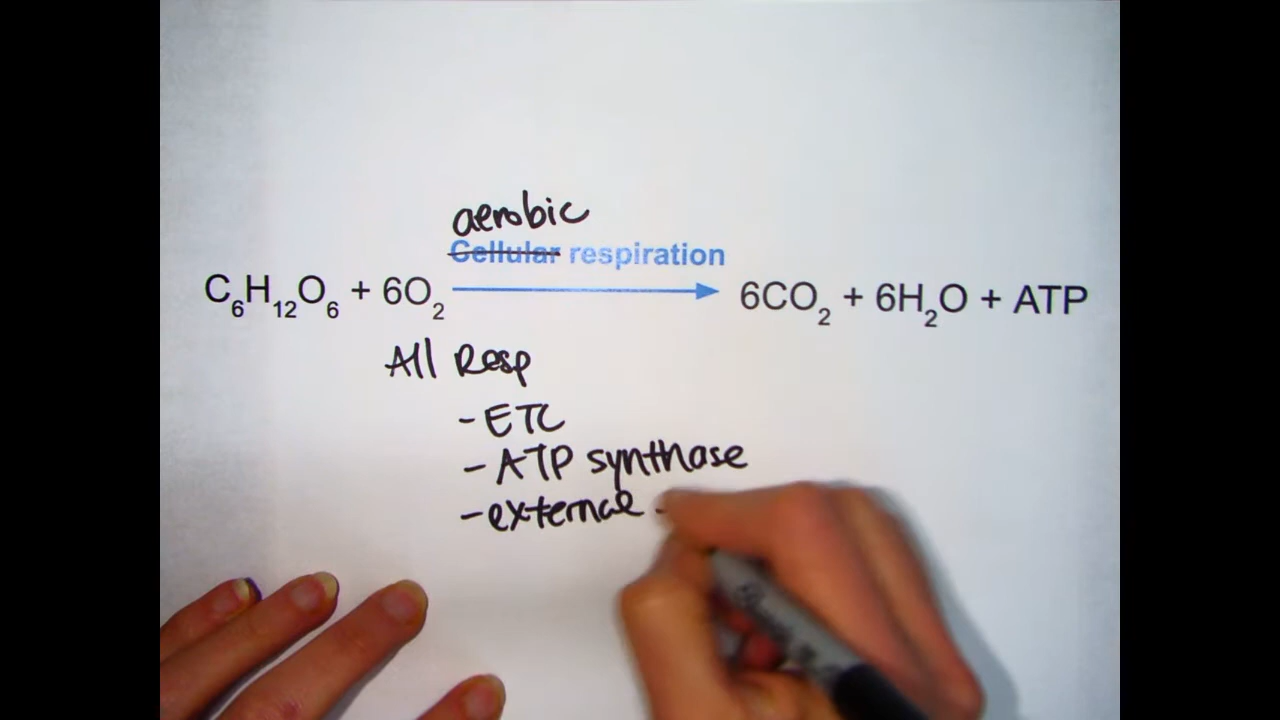 aerobic
Cellular respiration
C₆H₁₂O₆ + 6O₂ → 6CO₂ + 6H₂O + ATP
All Resp
- ETC
- ATP synthase
- external